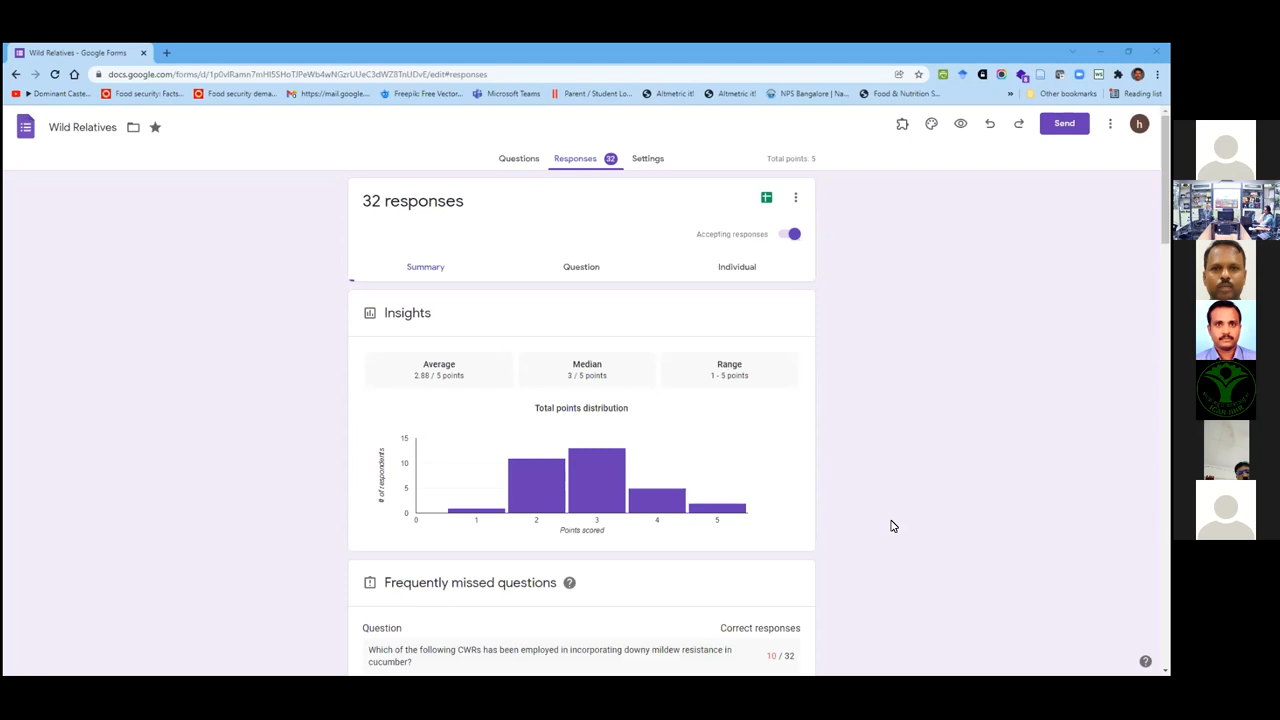 Wild Relatives - Google Forms
docs.google.com/forms/d/1p0vlRamn7mHI5SHoTJPeWb4wNGzrUUeC3dWZ8TnUDvE/edit#responses
Dominant Caste...
Food security: Facts...
Food security dema...
https://mail.google....
Freepik: Free Vector...
Microsoft Teams
Parent / Student Lo...
Altmetric it!
Altmetric it!
NPS Bangalore | Na...
Food & Nutrition S...
»
Other bookmarks
Reading list
Wild Relatives
Send
h
Questions
Responses 32
Settings
Total points: 5
32 responses
Accepting responses
Summary
Question
Individual
Insights
Average
2.88 / 5 points
Median
3 / 5 points
Range
1 - 5 points
Total points distribution
# of respondents
15
10
5
0
0 1 2 3 4 5
Points scored
Frequently missed questions
Question
Correct responses
Which of the following CWRs has been employed in incorporating downy mildew resistance in
cucumber?
10 / 32